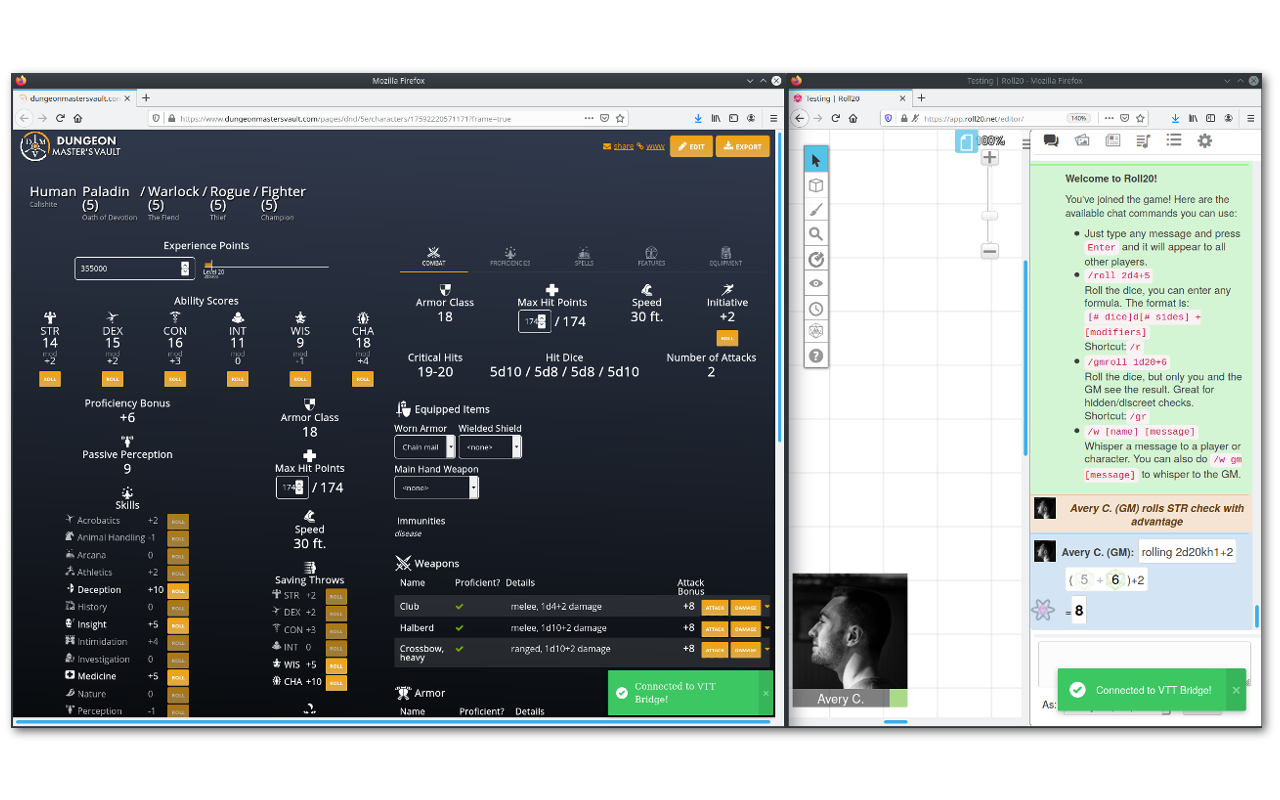 Mozilla Firefox
dungeonmastersvault.con
https://www.dungeonmastersvault.com/pages/dnd/5e/characters/17592220571171?frame=true
DUNGEON
MASTER'S VAULT
share
www
EDIT
EXPORT
Human Paladin / Warlock / Rogue / Fighter
(5) (5) (5) (5)
Calishite Oath of Devotion The Fiend Thief Champion
Experience Points
355000
Level 20
COMBAT PROFICIENCIES SPELLS FEATURES EQUIPMENT
Ability Scores
STR DEX CON INT WIS CHA
14 15 16 11 9 18
mod mod mod mod mod mod
+2 +2 +3 0 -1 +4
ROLL ROLL ROLL ROLL ROLL ROLL
Armor Class Max Hit Points Speed Initiative
18 174 / 174 30 ft. +2
ROLL
Critical Hits Hit Dice Number of Attacks
19-20 5d10 / 5d8 / 5d8 / 5d10 2
Proficiency Bonus
+6
Passive Perception
9
Skills
Acrobatics +2 ROLL
Animal Handling -1 ROLL
Arcana 0 ROLL
Athletics +2 ROLL
Deception +10 ROLL
History 0 ROLL
Insight +5 ROLL
Intimidation +4 ROLL
Investigation 0 ROLL
Medicine +5 ROLL
Nature 0 ROLL
Perception -1 ROLL
Armor Class
18
Max Hit Points
174 / 174
Speed
30 ft.
Saving Throws
STR +2 ROLL
DEX +2 ROLL
CON +3 ROLL
INT 0 ROLL
WIS +5 ROLL
CHA +10 ROLL
Equipped Items
Worn Armor Wielded Shield
Chain mail <none>
Main Hand Weapon
<none>
Immunities
disease
Weapons
Name Proficient? Details Attack
Bonus
Club melee, 1d4+2 damage +8 ATTACK DAMAGE
Halberd melee, 1d10+2 damage +8 ATTACK DAMAGE
Crossbow, ranged, 1d10+2 damage +8 ATTACK DAMAGE
heavy
Armor
Name Proficient? Details
Connected to VTT
Bridge!
Testing | Roll20 - Mozilla Firefox
Testing | Roll20
https://app.roll20.net/editor/
140%
100%
Avery C.
Welcome to Roll20!
You've joined the game! Here are the
available chat commands you can use:
Just type any message and press
Enter and it will appear to all
other players.
/roll 2d4+5
Roll the dice, you can enter any
formula. The format is:
[# dice]d[# sides] +
[modifiers]
Shortcut: /r
/gmroll 1d20+6
Roll the dice, but only you and the
GM see the result. Great for
hidden/discreet checks.
Shortcut: /gr
/w [name] [message]
Whisper a message to a player or
character. You can also do /w gm
[message] to whisper to the GM.
Avery C. (GM) rolls STR check with
advantage
Avery C. (GM): rolling 2d20kh1+2
( 5 + 6 )+2
= 8
Connected to VTT Bridge!
As: